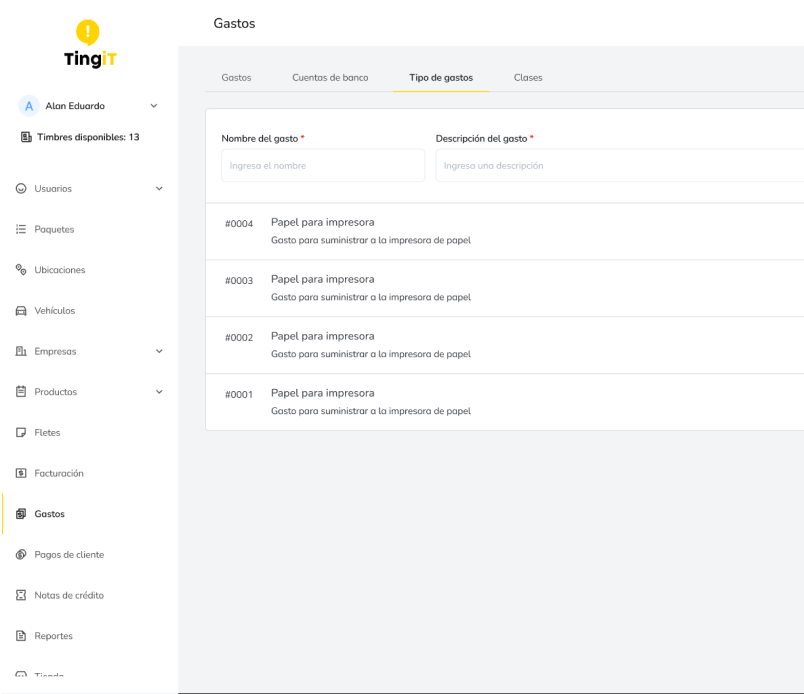 Gastos
TingiT
Gastos
Cuentas de banco
Tipo de gastos
Clases
A
Alan Eduardo
Timbres disponibles: 13
Nombre del gasto *
Descripción del gasto *
Ingresa el nombre
Ingresa una descripción
Usuarios
Paquetes
Ubicaciones
Vehículos
Empresas
Productos
Fletes
Facturación
Gastos
Pagos de cliente
Notas de crédito
Reportes
Tienda
#0004
Papel para impresora
Gasto para suministrar a la impresora de papel
#0003
Papel para impresora
Gasto para suministrar a la impresora de papel
#0002
Papel para impresora
Gasto para suministrar a la impresora de papel
#0001
Papel para impresora
Gasto para suministrar a la impresora de papel